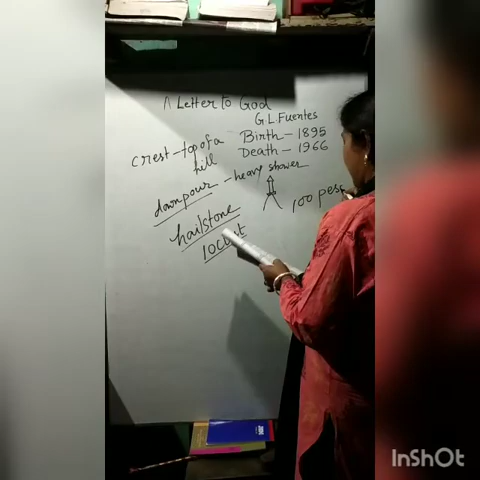 A Letter to God
G.L.Fuentes
Birth – 1895
Death – 1966
crest – top of a
hill
downpour – heavy shower
hailstone
100 pes
locust
InShOt